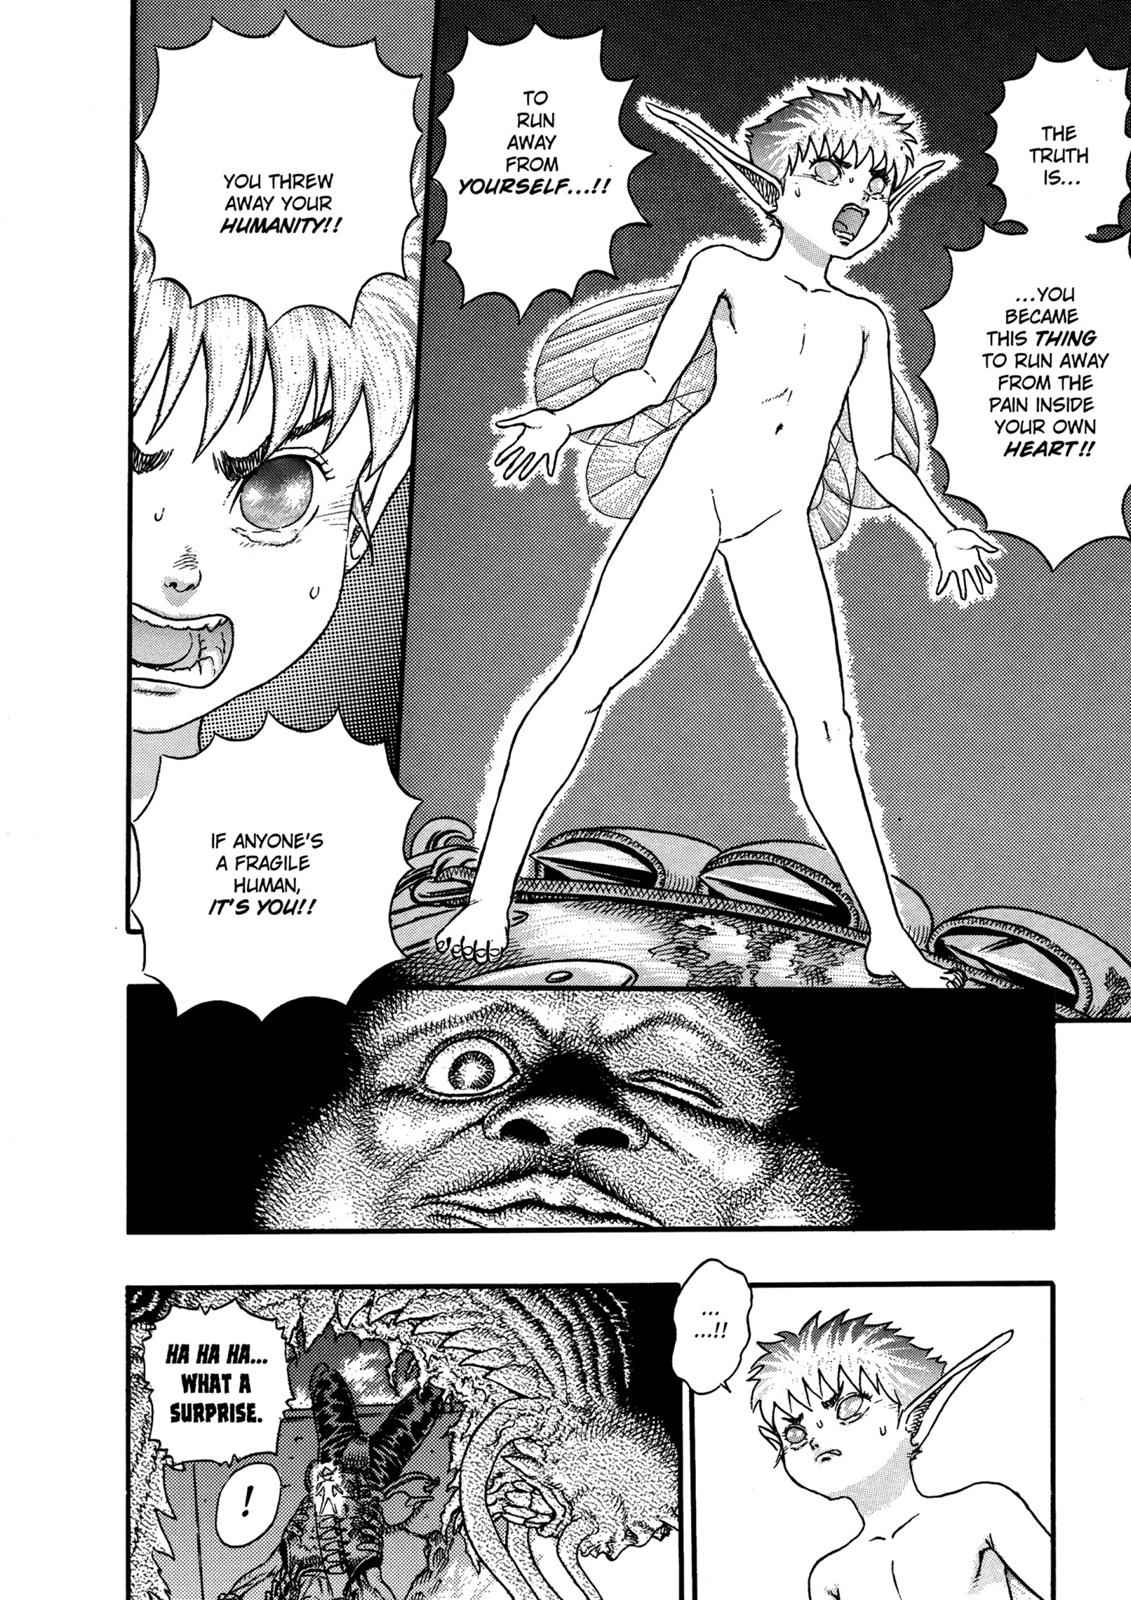 THE
TRUTH
IS...
...YOU
BECAME
THIS THING
TO RUN AWAY
FROM THE
PAIN INSIDE
YOUR OWN
HEART!!
TO
RUN
AWAY
FROM
YOURSELF...!!
YOU THREW
AWAY YOUR
HUMANITY!!
IF ANYONE'S
A FRAGILE
HUMAN,
IT'S YOU!!
...
...!!
HA HA HA...
WHAT A
SURPRISE.
!